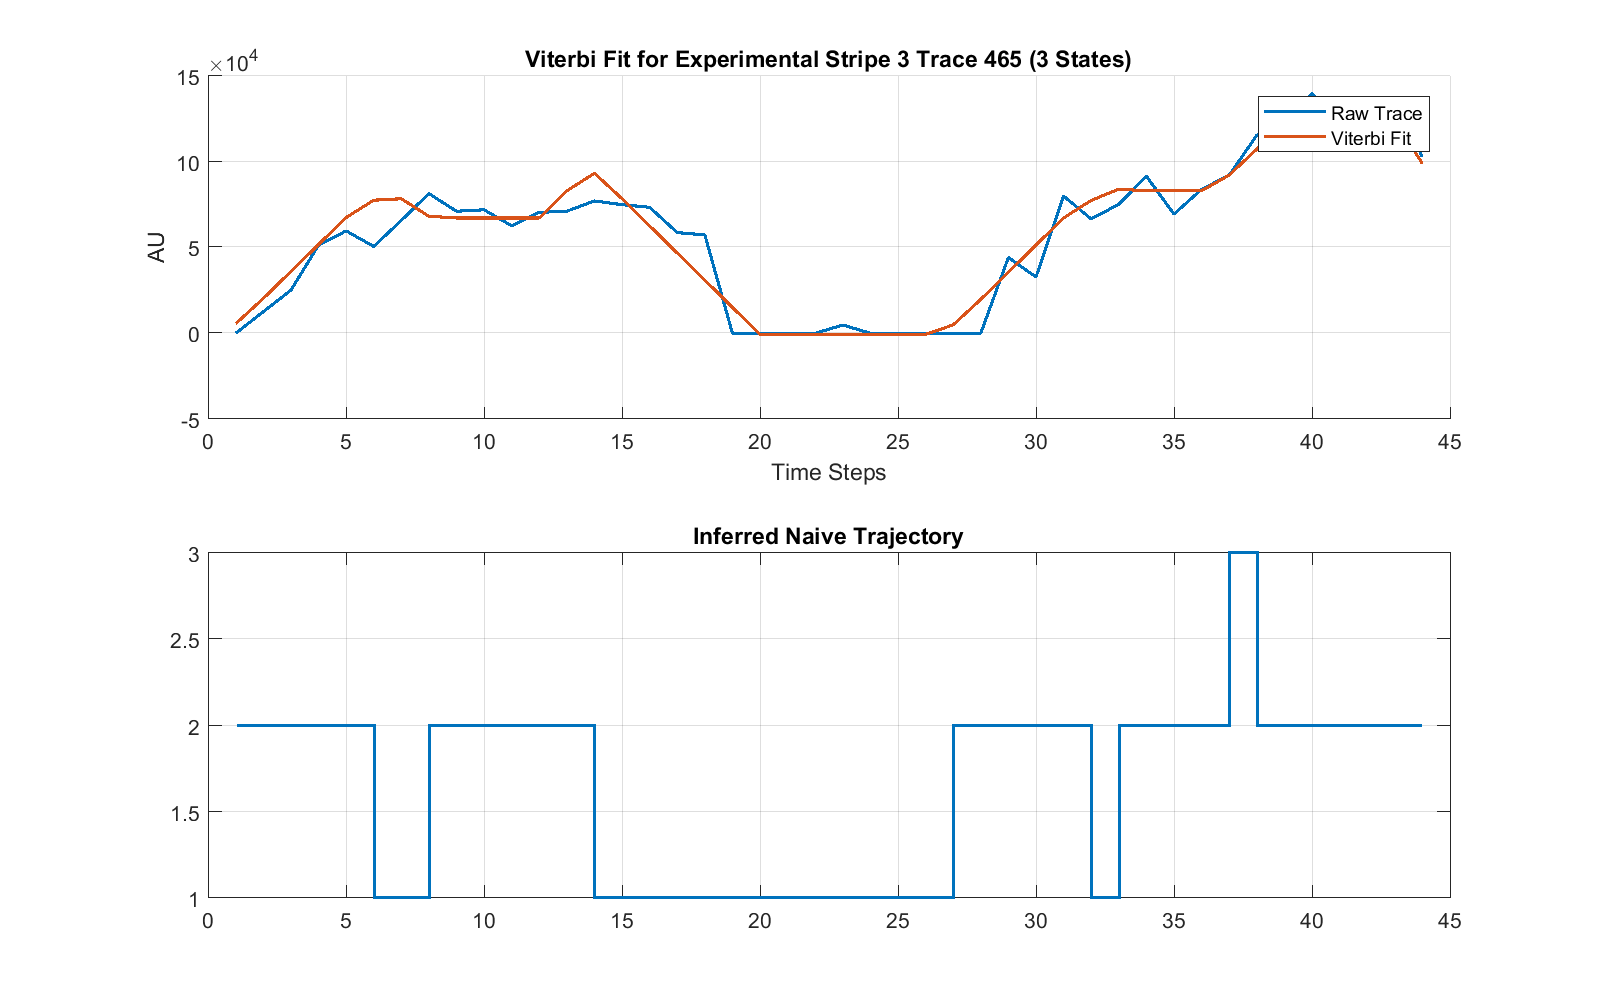 Viterbi Fit for Experimental Stripe 3 Trace 465 (3 States)
×10⁴
15
10
5
0
-5
AU
Raw Trace
Viterbi Fit
0 5 10 15 20 25 30 35 40 45
Time Steps
Inferred Naive Trajectory
3
2.5
2
1.5
1
0 5 10 15 20 25 30 35 40 45